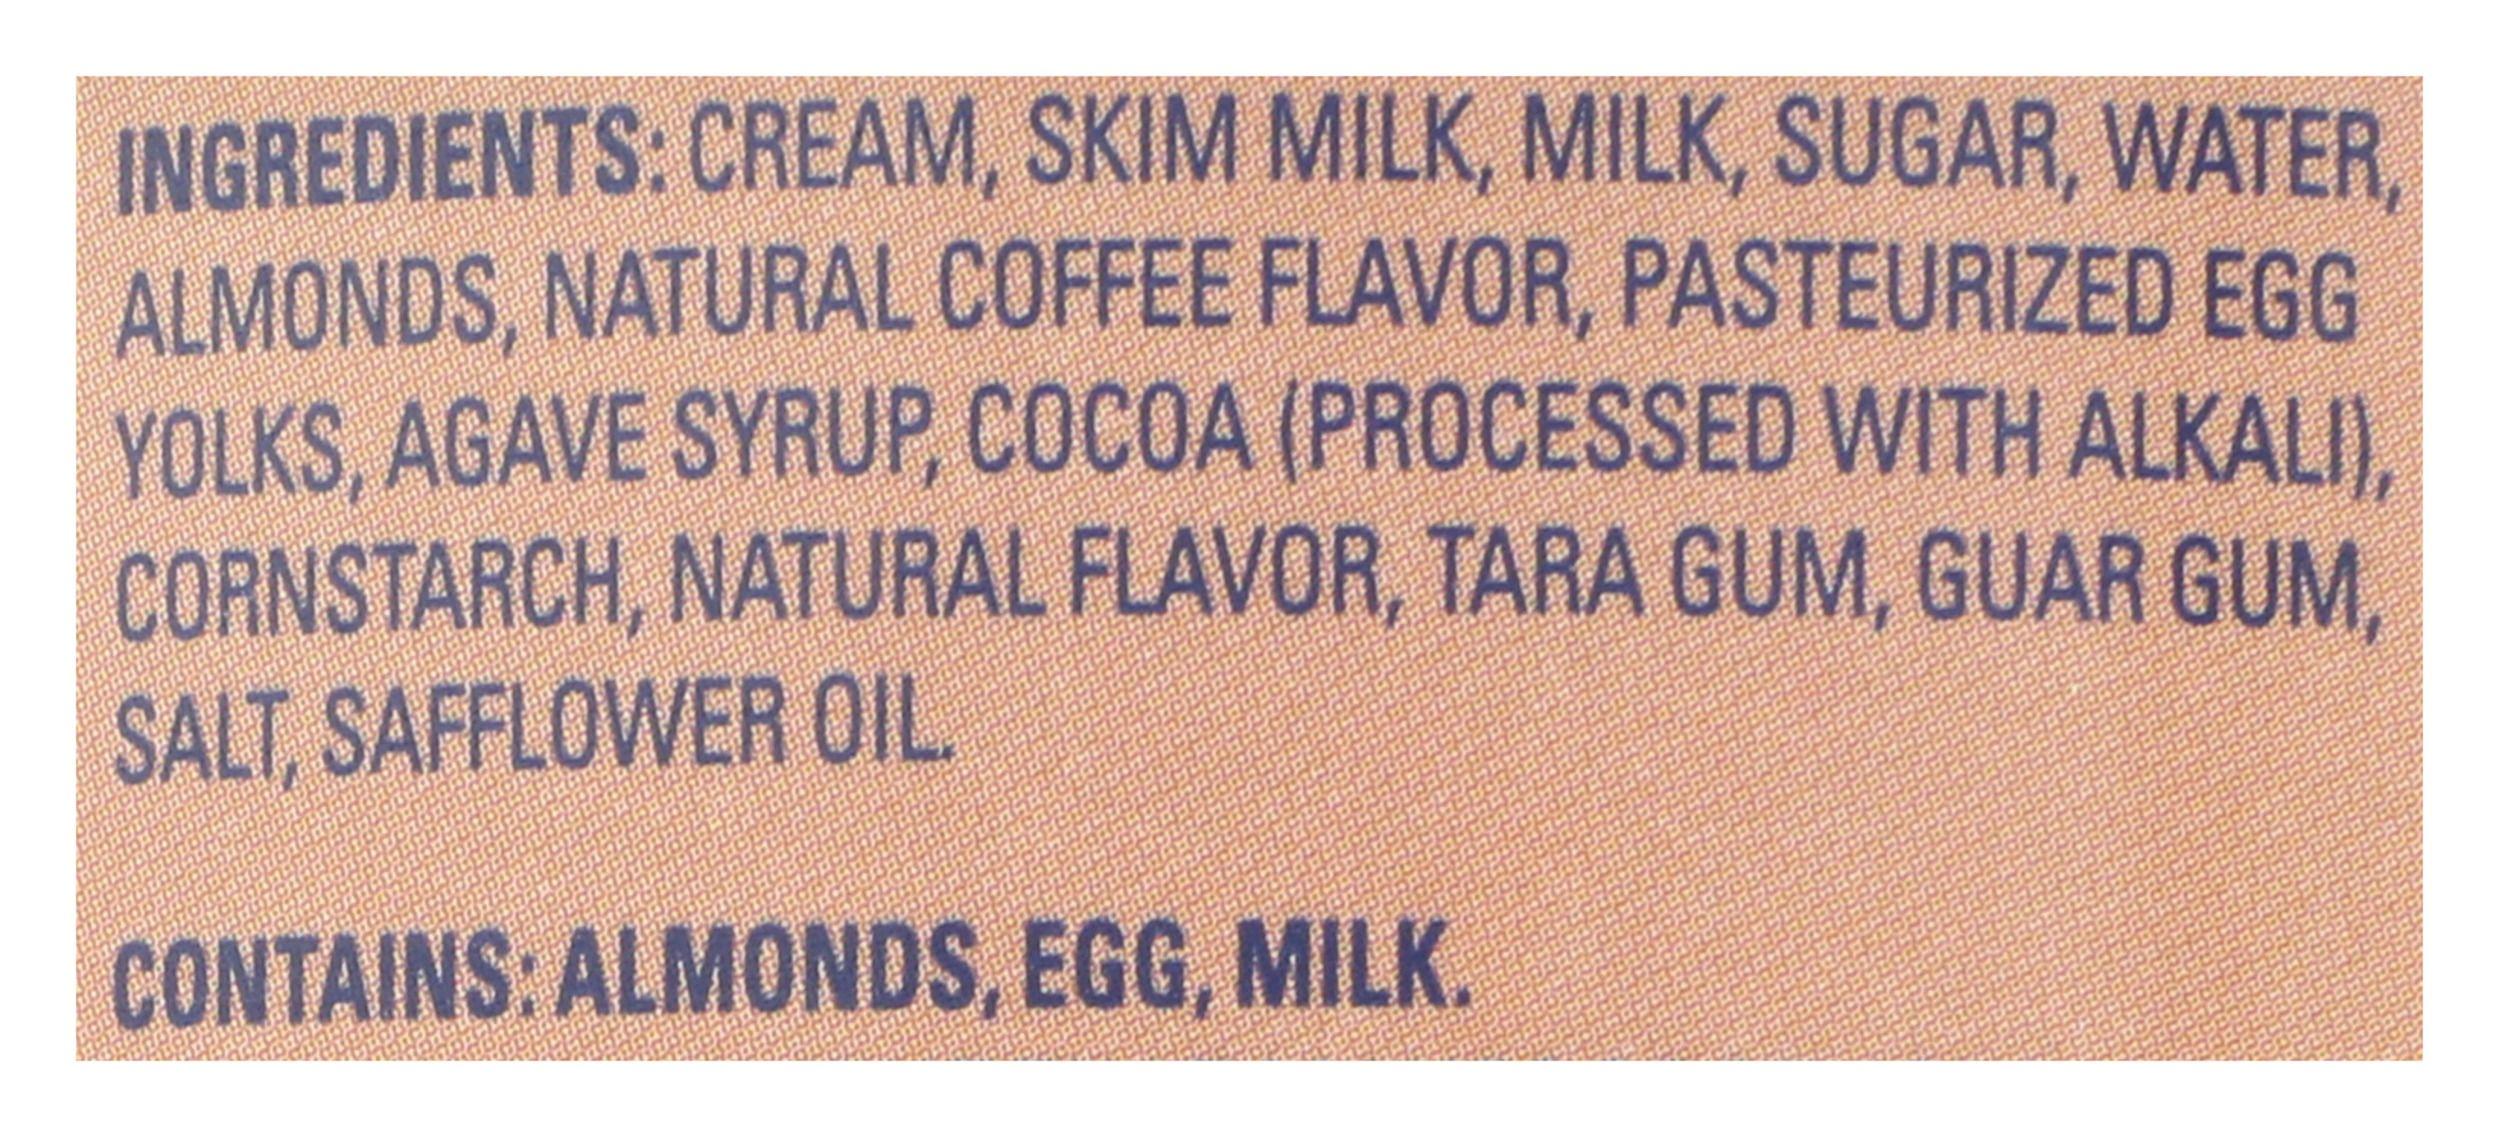 INGREDIENTS: CREAM, SKIM MILK, MILK, SUGAR, WATER,
ALMONDS, NATURAL COFFEE FLAVOR, PASTEURIZED EGG
YOLKS, AGAVE SYRUP, COCOA (PROCESSED WITH ALKALI),
CORNSTARCH, NATURAL FLAVOR, TARA GUM, GUAR GUM,
SALT, SAFFLOWER OIL.
CONTAINS: ALMONDS, EGG, MILK.